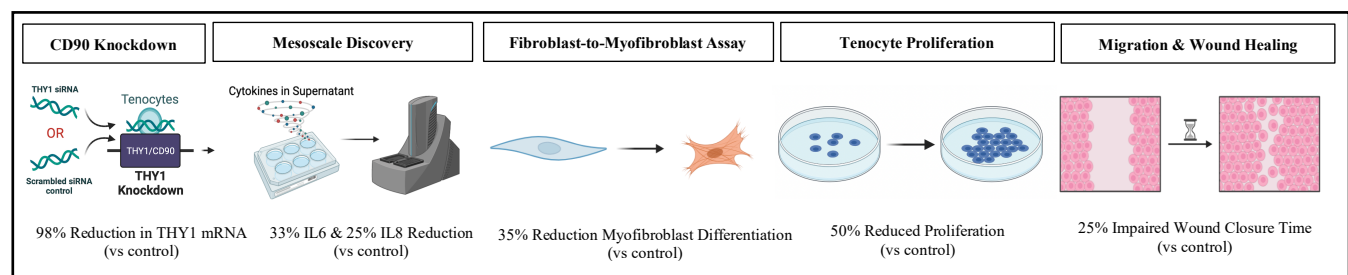 CD90 Knockdown
THY1 siRNA
OR
Scrambled siRNA
control
Tenocytes
THY1/CD90
THY1
Knockdown
98% Reduction in THY1 mRNA
(vs control)
Mesoscale Discovery
Cytokines in Supernatant
33% IL6 & 25% IL8 Reduction
(vs control)
Fibroblast-to-Myofibroblast Assay
35% Reduction Myofibroblast Differentiation
(vs control)
Tenocyte Proliferation
50% Reduced Proliferation
(vs control)
Migration & Wound Healing
25% Impaired Wound Closure Time
(vs control)